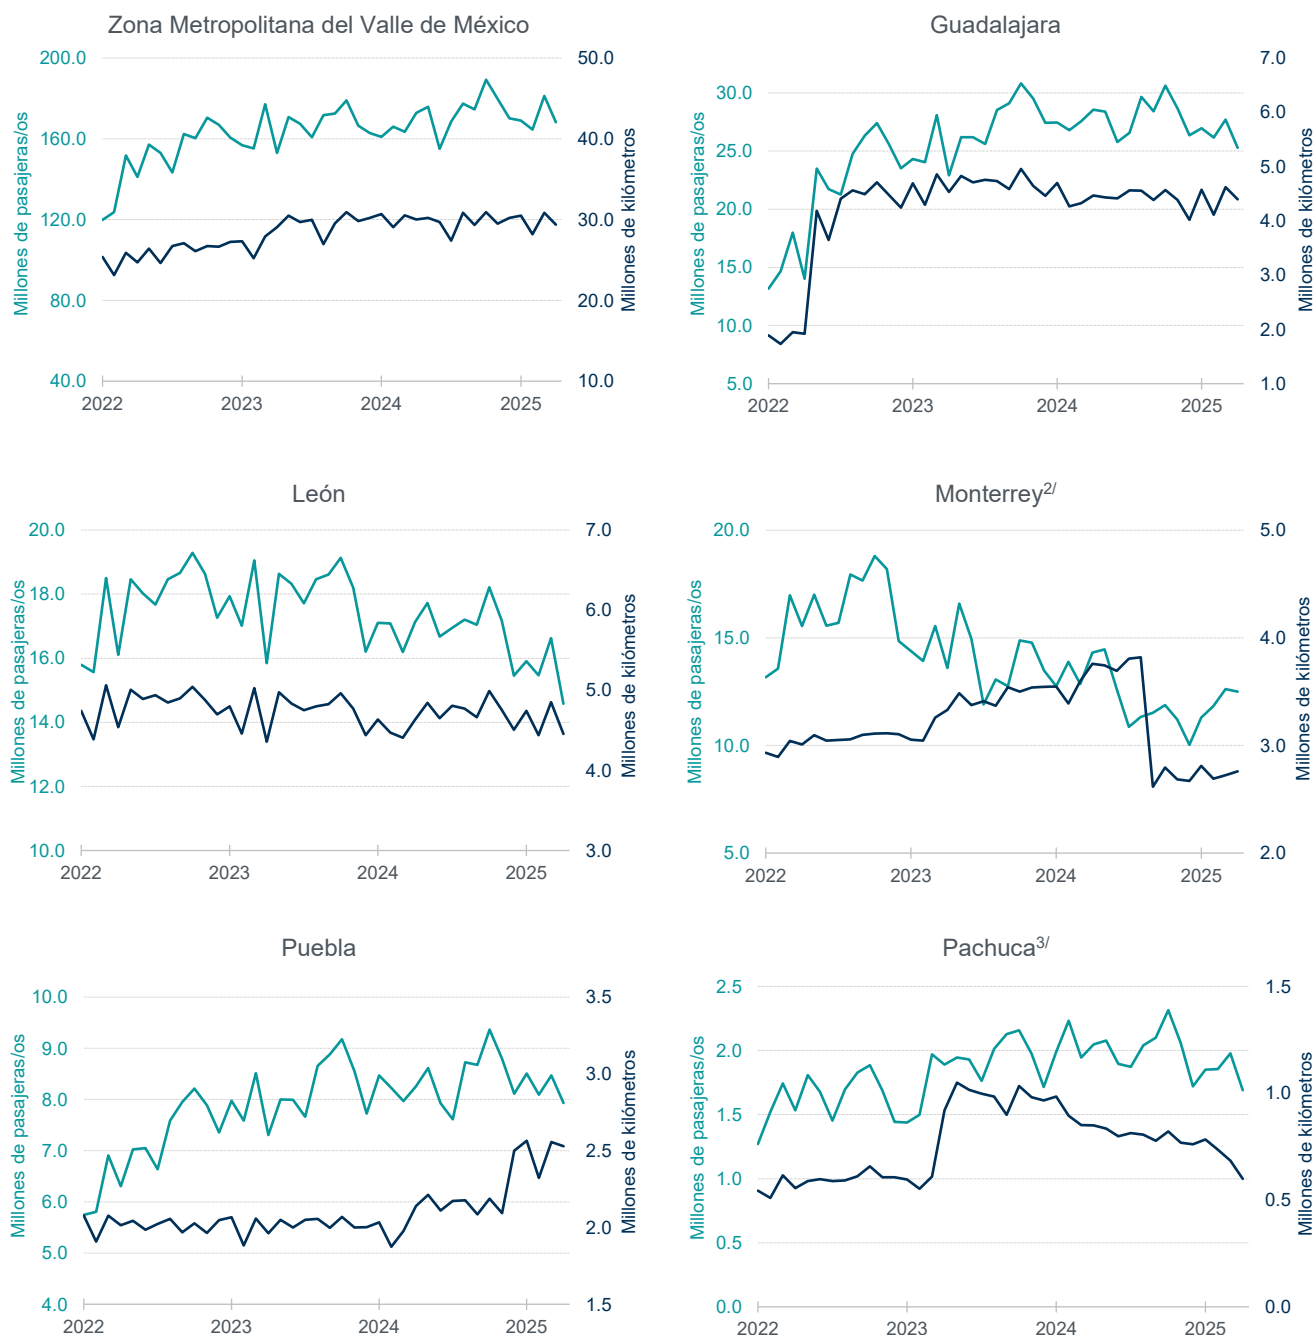 Zona Metropolitana del Valle de México
200.0
160.0
120.0
80.0
40.0
Millones de pasajeras/os
50.0
40.0
30.0
20.0
10.0
Millones de kilómetros
2022 2023 2024 2025
Guadalajara
30.0
25.0
20.0
15.0
10.0
5.0
Millones de pasajeras/os
7.0
6.0
5.0
4.0
3.0
2.0
1.0
Millones de kilómetros
2022 2023 2024 2025
León
20.0
18.0
16.0
14.0
12.0
10.0
Millones de pasajeras/os
7.0
6.0
5.0
4.0
3.0
Millones de kilómetros
2022 2023 2024 2025
Monterrey2/
20.0
15.0
10.0
5.0
Millones de pasajeras/os
5.0
4.0
3.0
2.0
Millones de kilómetros
2022 2023 2024 2025
Puebla
10.0
9.0
8.0
7.0
6.0
5.0
4.0
Millones de pasajeras/os
3.5
3.0
2.5
2.0
1.5
Millones de kilómetros
2022 2023 2024 2025
Pachuca3/
2.5
2.0
1.5
1.0
0.5
0.0
Millones de pasajeras/os
1.5
1.0
0.5
0.0
Millones de kilómetros
2022 2023 2024 2025